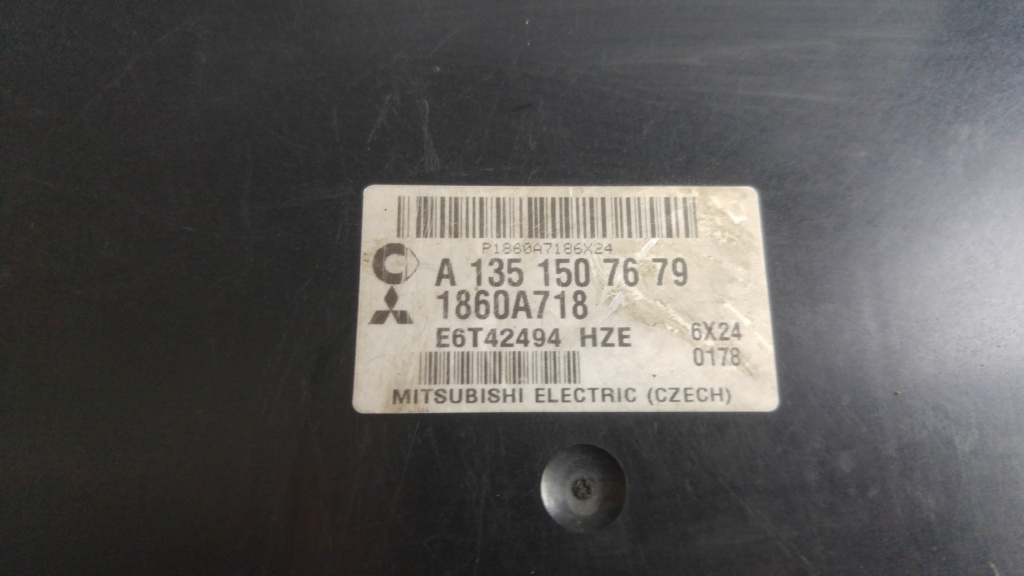 P1860A7186X24
A 135 150 76 79
1860A718
E6T42494 HZE
6X24
0178
MITSUBISHI ELECTRIC (CZECH)